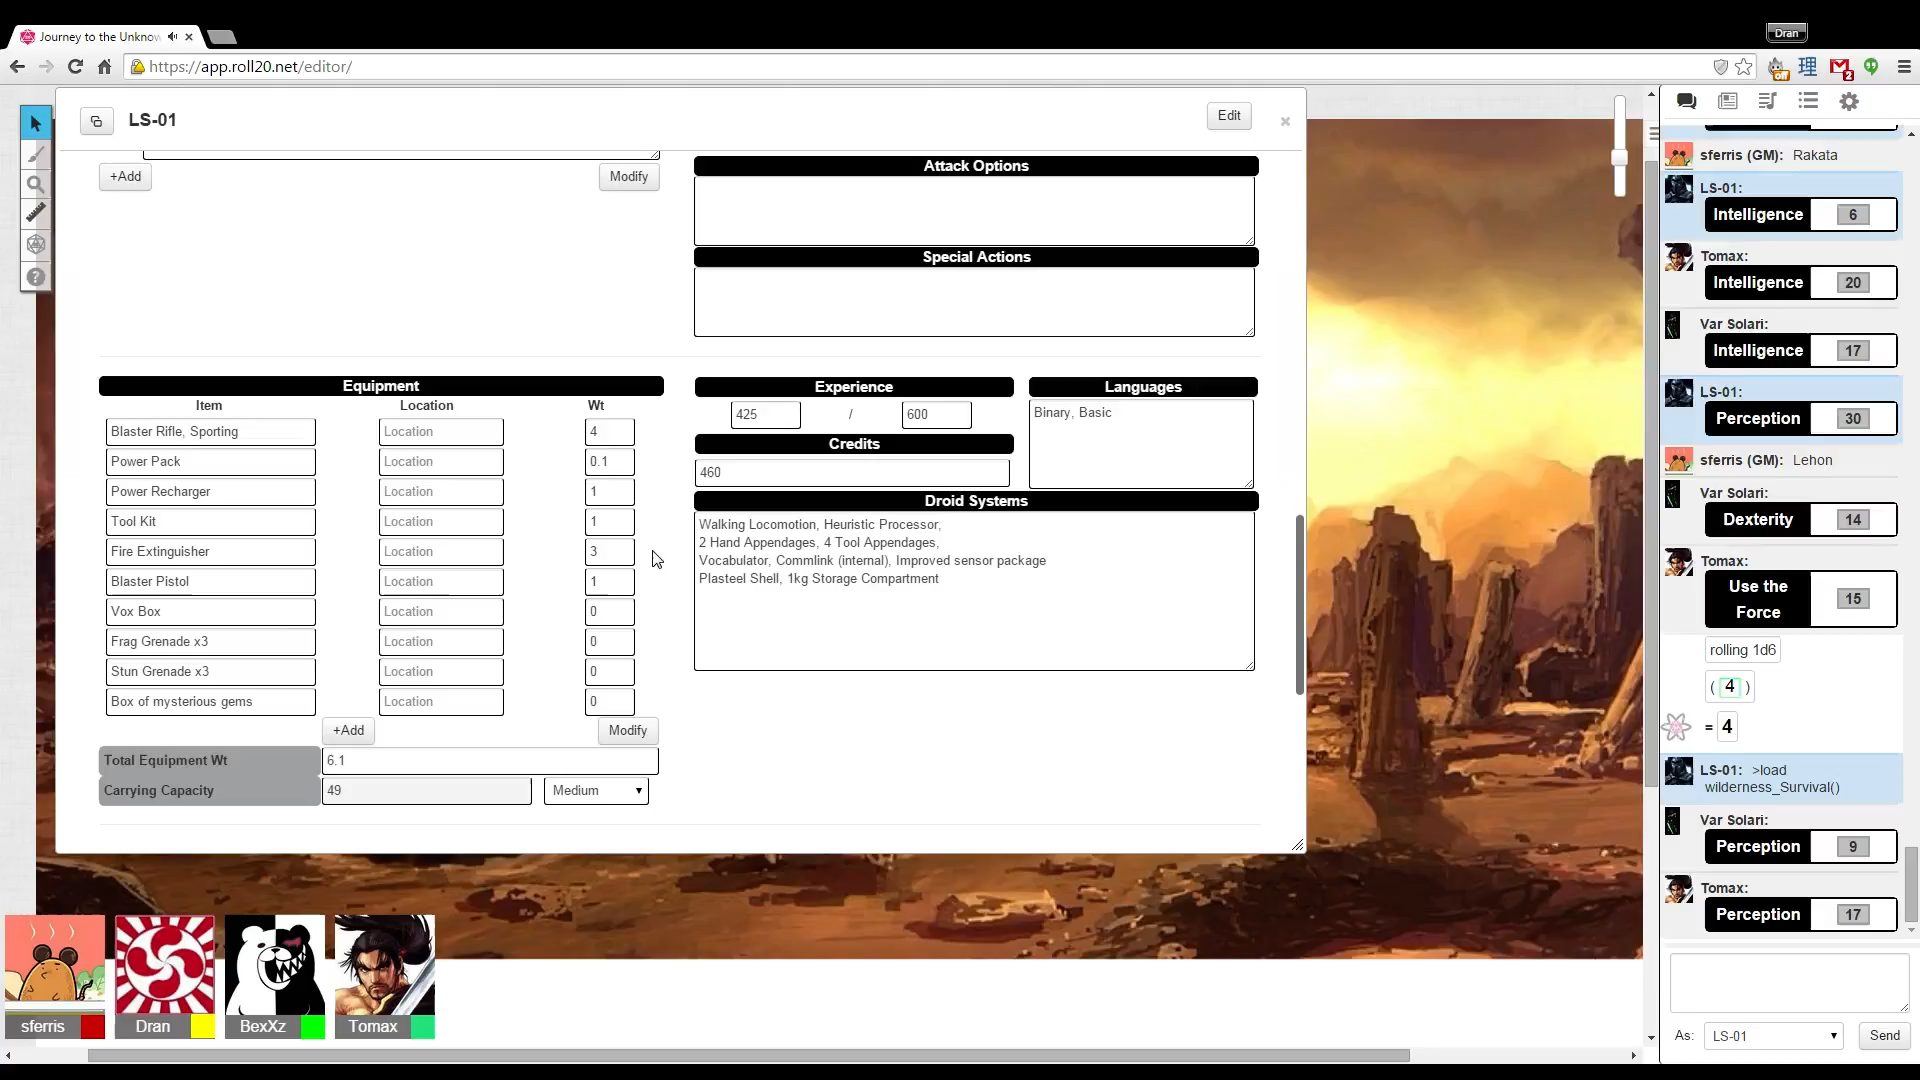 Dran
Journey to the Unknow
https://app.roll20.net/editor/
off
理
2
LS-01
Edit
+Add
Modify
Attack Options
Special Actions
Equipment
Item Location Wt
Blaster Rifle, Sporting Location 4
Power Pack Location 0.1
Power Recharger Location 1
Tool Kit Location 1
Fire Extinguisher Location 3
Blaster Pistol Location 1
Vox Box Location 0
Frag Grenade x3 Location 0
Stun Grenade x3 Location 0
Box of mysterious gems Location 0
+Add
Modify
Total Equipment Wt 6.1
Carrying Capacity 49 Medium
Experience
425 / 600
Credits
460
Languages
Binary, Basic
Droid Systems
Walking Locomotion, Heuristic Processor,
2 Hand Appendages, 4 Tool Appendages,
Vocabulator, Commlink (internal), Improved sensor package
Plasteel Shell, 1kg Storage Compartment
sferris
Dran
BexXz
Tomax
sferris (GM): Rakata
LS-01:
Intelligence 6
Tomax:
Intelligence 20
Var Solari:
Intelligence 17
LS-01:
Perception 30
sferris (GM): Lehon
Var Solari:
Dexterity 14
Tomax:
Use the
Force 15
rolling 1d6
( 4 )
= 4
LS-01: >load
wilderness_Survival()
Var Solari:
Perception 9
Tomax:
Perception 17
As: LS-01 Send